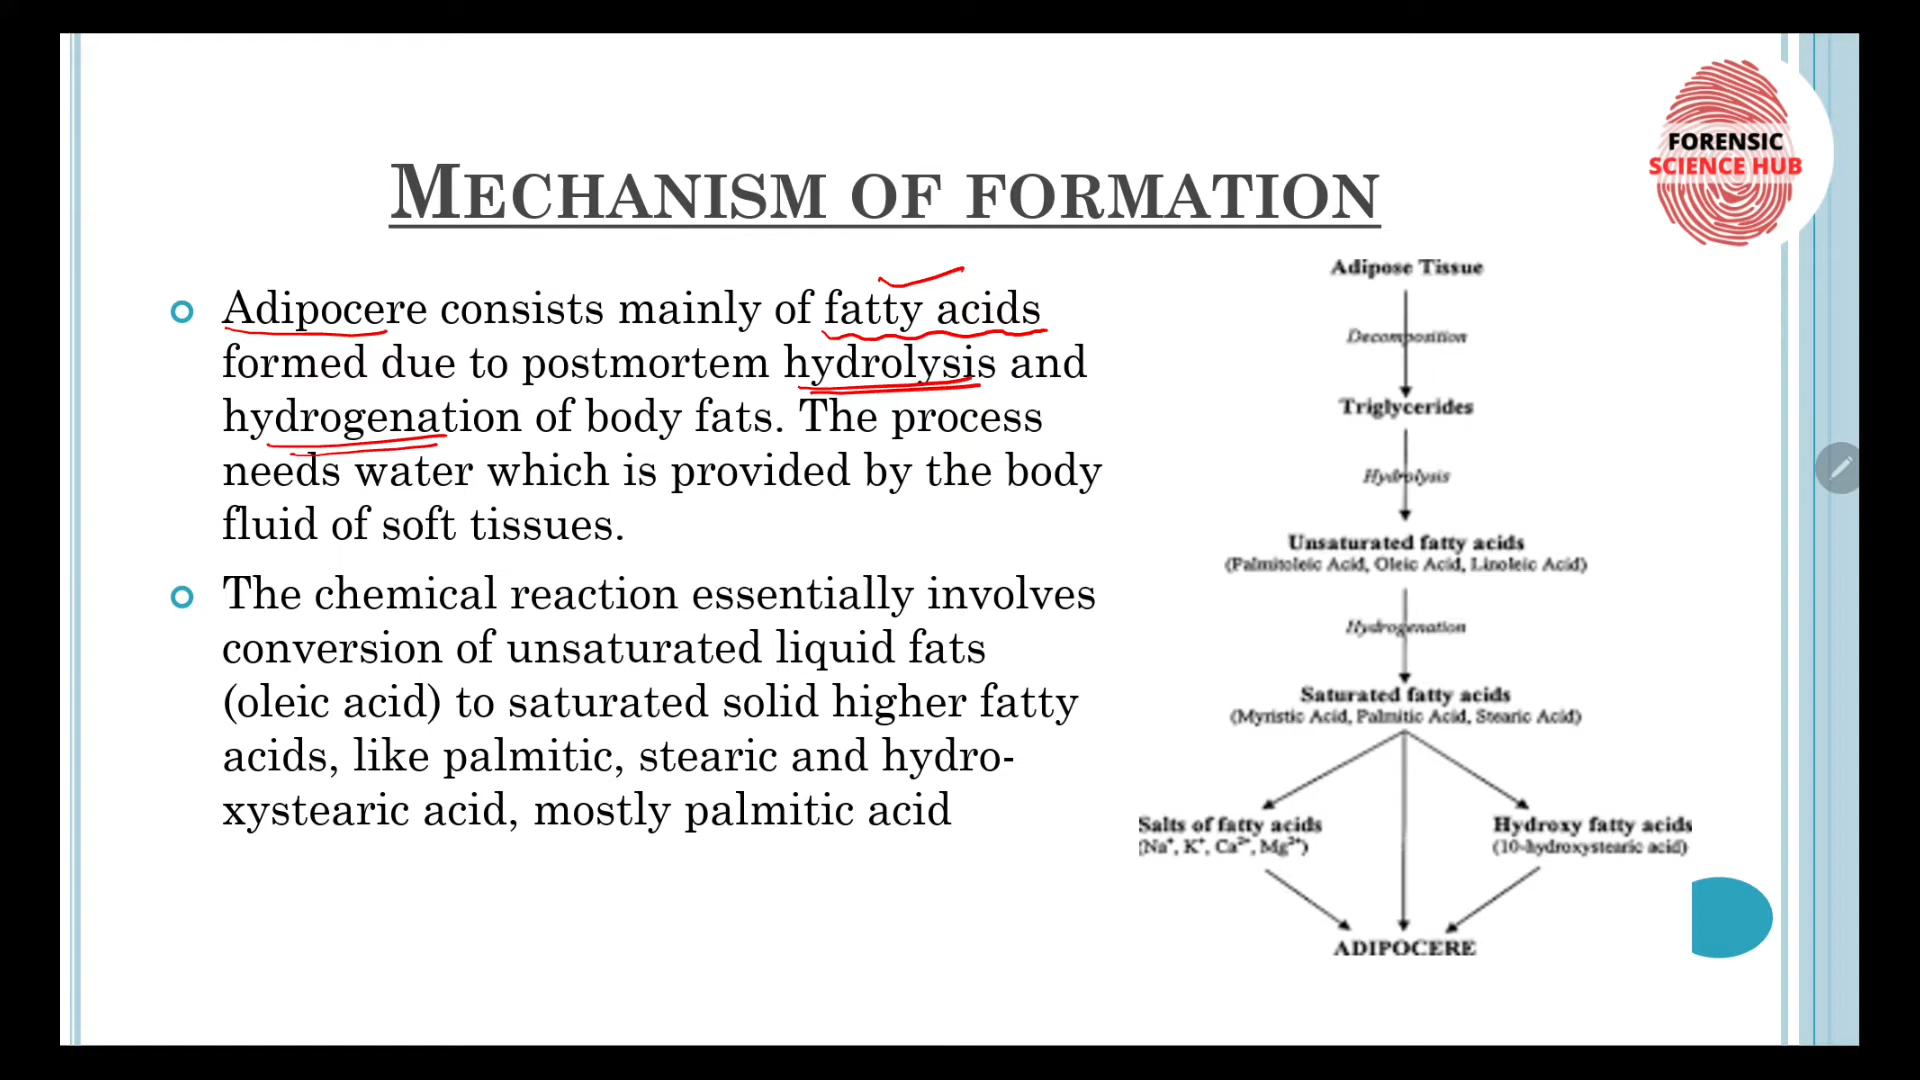 FORENSIC
SCIENCE HUB
MECHANISM OF FORMATION
Adipocere consists mainly of fatty acids
formed due to postmortem hydrolysis and
hydrogenation of body fats. The process
needs water which is provided by the body
fluid of soft tissues.
The chemical reaction essentially involves
conversion of unsaturated liquid fats
(oleic acid) to saturated solid higher fatty
acids, like palmitic, stearic and hydro-
xystearic acid, mostly palmitic acid
Adipose Tissue
Decomposition
Triglycerides
Hydrolysis
Unsaturated fatty acids
(Palmitoleic Acid, Oleic Acid, Linoleic Acid)
Hydrogenation
Saturated fatty acids
(Myristic Acid, Palmitic Acid, Stearic Acid)
Salts of fatty acids
(Na⁺, K⁺, Ca²⁺, Mg²⁺)
Hydroxy fatty acids
(10-hydroxystearic acid)
ADIPOCERE